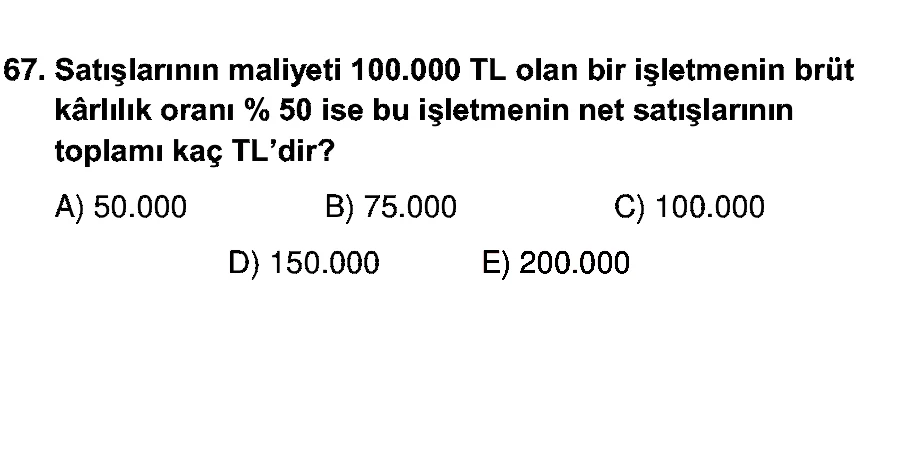 67. Satışlarının maliyeti 100.000 TL olan bir işletmenin brüt
kârlılık oranı % 50 ise bu işletmenin net satışlarının
toplamı kaç TL’dir?
A) 50.000 B) 75.000 C) 100.000
D) 150.000 E) 200.000